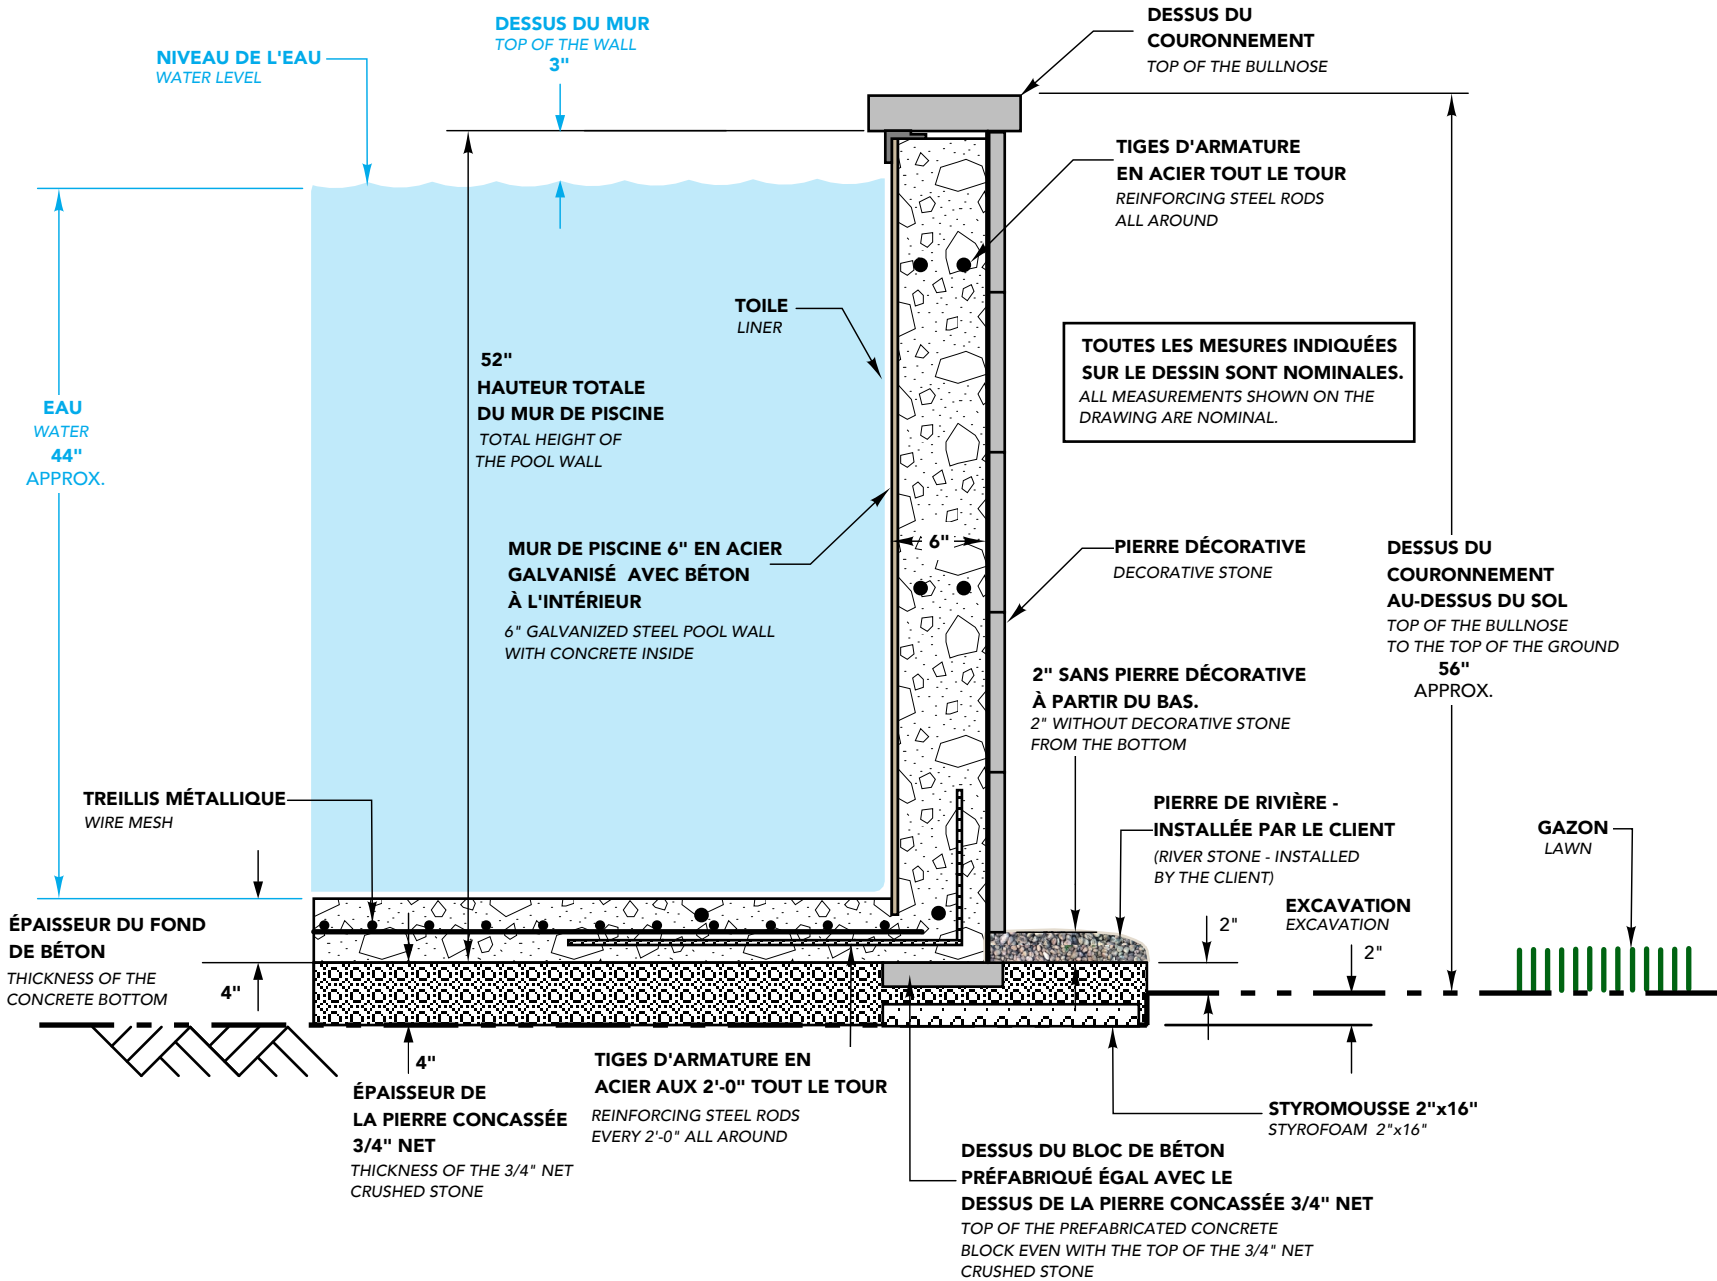 DESSUS DU MUR
TOP OF THE WALL
3"
NIVEAU DE L'EAU
WATER LEVEL
DESSUS DU
COURONNEMENT
TOP OF THE BULLNOSE
TIGES D'ARMATURE
EN ACIER TOUT LE TOUR
REINFORCING STEEL RODS
ALL AROUND
TOILE
LINER
TOUTES LES MESURES INDIQUÉES
SUR LE DESSIN SONT NOMINALES.
ALL MEASUREMENTS SHOWN ON THE
DRAWING ARE NOMINAL.
52"
HAUTEUR TOTALE
DU MUR DE PISCINE
TOTAL HEIGHT OF
THE POOL WALL
EAU
WATER
44"
APPROX.
MUR DE PISCINE 6" EN ACIER
GALVANISÉ AVEC BÉTON
À L'INTÉRIEUR
6" GALVANIZED STEEL POOL WALL
WITH CONCRETE INSIDE
6"
PIERRE DÉCORATIVE
DECORATIVE STONE
DESSUS DU
COURONNEMENT
AU-DESSUS DU SOL
TOP OF THE BULLNOSE
TO THE TOP OF THE GROUND
56"
APPROX.
2" SANS PIERRE DÉCORATIVE
À PARTIR DU BAS.
2" WITHOUT DECORATIVE STONE
FROM THE BOTTOM
TREILLIS MÉTALLIQUE
WIRE MESH
PIERRE DE RIVIÈRE -
INSTALLÉE PAR LE CLIENT
(RIVER STONE - INSTALLED
BY THE CLIENT)
GAZON
LAWN
EXCAVATION
EXCAVATION
2"
2"
ÉPAISSEUR DU FOND
DE BÉTON
THICKNESS OF THE
CONCRETE BOTTOM
4"
4"
ÉPAISSEUR DE
LA PIERRE CONCASSÉE
3/4" NET
THICKNESS OF THE 3/4" NET
CRUSHED STONE
TIGES D'ARMATURE EN
ACIER AUX 2'-0" TOUT LE TOUR
REINFORCING STEEL RODS
EVERY 2'-0" ALL AROUND
STYROMOUSSE 2"x16"
STYROFOAM 2"x16"
DESSUS DU BLOC DE BÉTON
PRÉFABRIQUÉ ÉGAL AVEC LE
DESSUS DE LA PIERRE CONCASSÉE 3/4" NET
TOP OF THE PREFABRICATED CONCRETE
BLOCK EVEN WITH THE TOP OF THE 3/4" NET
CRUSHED STONE